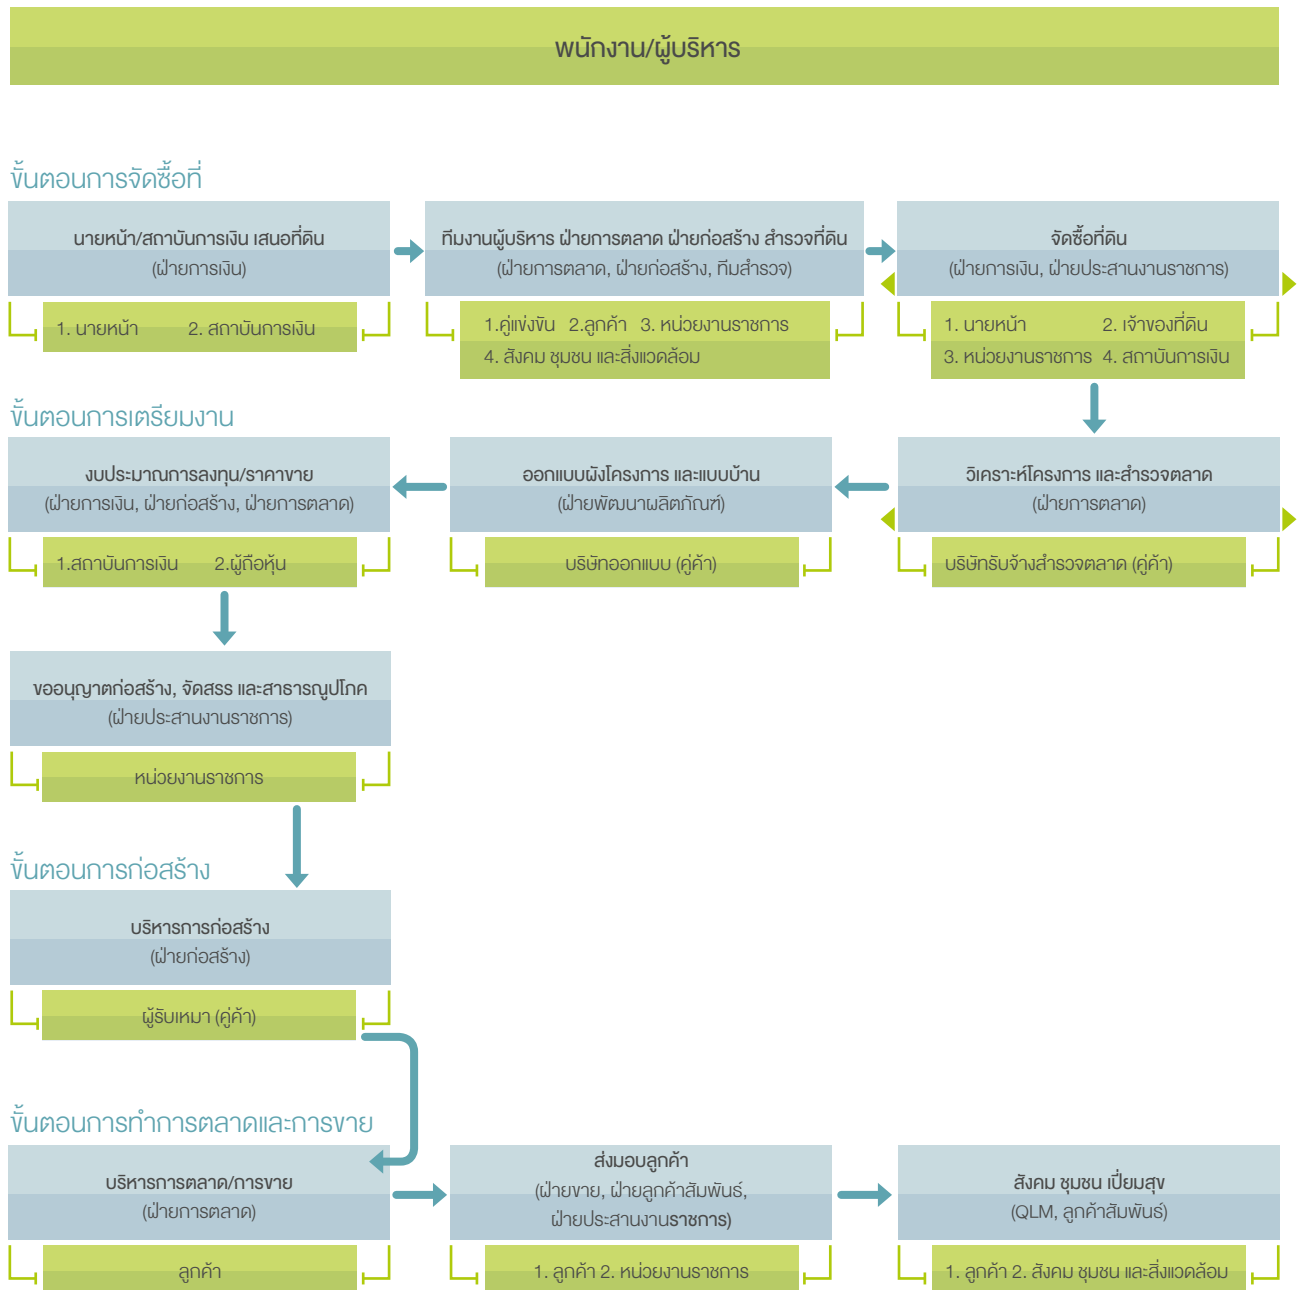 พนักงาน/ผู้บริหาร
ขั้นตอนการจัดซื้อที่
นายหน้า/สถาบันการเงิน เสนอที่ดิน
(ฝ่ายการเงิน)
1. นายหน้า 2. สถาบันการเงิน
ทีมงานผู้บริหาร ฝ่ายการตลาด ฝ่ายก่อสร้าง สำรวจที่ดิน
(ฝ่ายการตลาด, ฝ่ายก่อสร้าง, ทีมสำรวจ)
1.คู่แข่งขัน 2.ลูกค้า 3. หน่วยงานราชการ
4. สังคม ชุมชน และสิ่งแวดล้อม
จัดซื้อที่ดิน
(ฝ่ายการเงิน, ฝ่ายประสานงานราชการ)
1. นายหน้า 2. เจ้าของที่ดิน
3. หน่วยงานราชการ 4. สถาบันการเงิน
ขั้นตอนการเตรียมงาน
งบประมาณการลงทุน/ราคาขาย
(ฝ่ายการเงิน, ฝ่ายก่อสร้าง, ฝ่ายการตลาด)
1.สถาบันการเงิน 2.ผู้ถือหุ้น
ออกแบบผังโครงการ และแบบบ้าน
(ฝ่ายพัฒนาผลิตภัณฑ์)
บริษัทออกแบบ (คู่ค้า)
วิเคราะห์โครงการ และสำรวจตลาด
(ฝ่ายการตลาด)
บริษัทรับจ้างสำรวจตลาด (คู่ค้า)
ขออนุญาตก่อสร้าง, จัดสรร และสาธารณูปโภค
(ฝ่ายประสานงานราชการ)
หน่วยงานราชการ
ขั้นตอนการก่อสร้าง
บริหารการก่อสร้าง
(ฝ่ายก่อสร้าง)
ผู้รับเหมา (คู่ค้า)
ขั้นตอนการทำการตลาดและการขาย
บริหารการตลาด/การขาย
(ฝ่ายการตลาด)
ลูกค้า
ส่งมอบลูกค้า
(ฝ่ายขาย, ฝ่ายลูกค้าสัมพันธ์,
ฝ่ายประสานงานราชการ)
1. ลูกค้า 2. หน่วยงานราชการ
สังคม ชุมชน เปี่ยมสุข
(QLM, ลูกค้าสัมพันธ์)
1. ลูกค้า 2. สังคม ชุมชน และสิ่งแวดล้อม